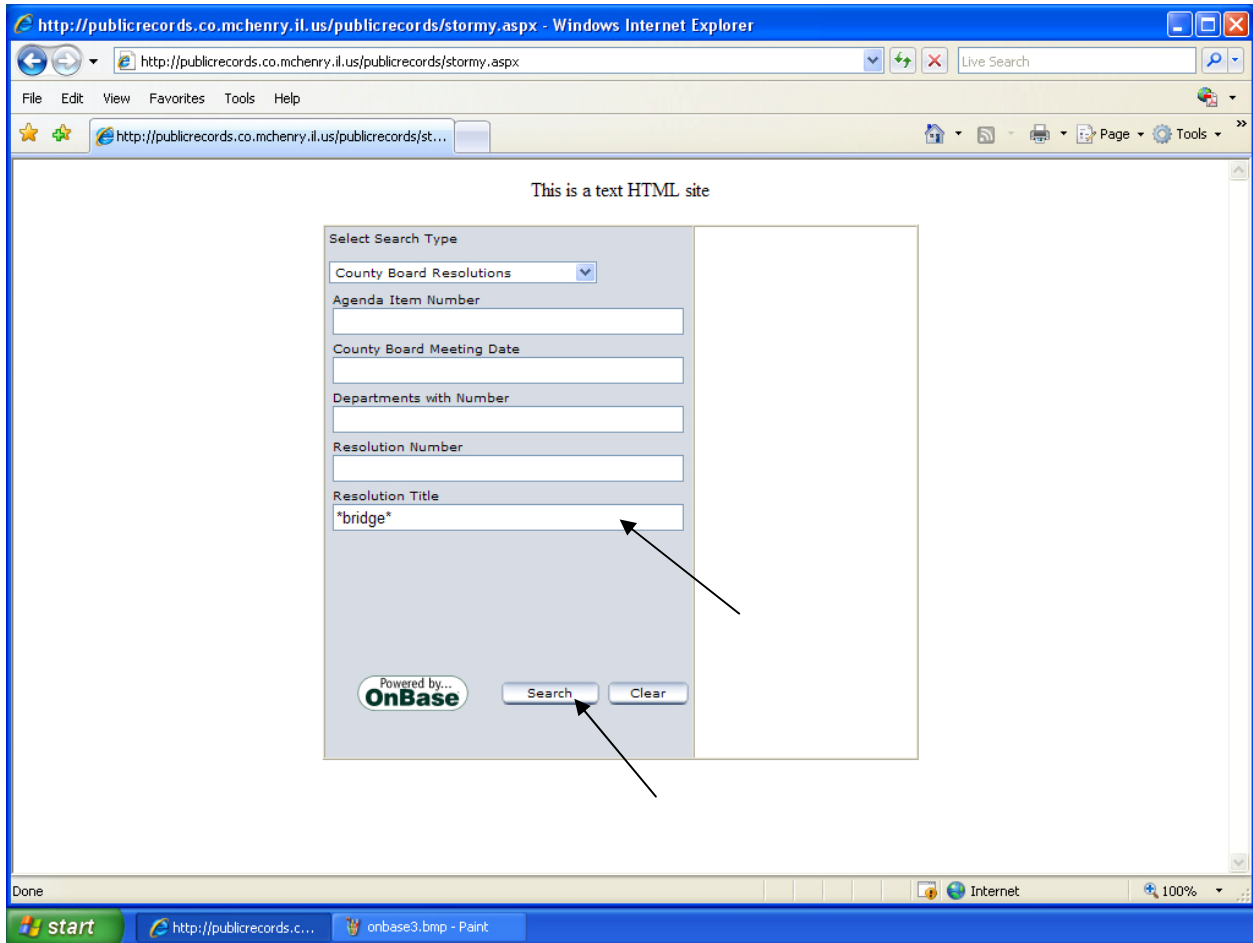 http://publicrecords.co.mchenry.il.us/publicrecords/stormy.aspx - Windows Internet Explorer
http://publicrecords.co.mchenry.il.us/publicrecords/stormy.aspx
Live Search
File Edit View Favorites Tools Help
http://publicrecords.co.mchenry.il.us/publicrecords/st...
Page Tools »
This is a text HTML site
Select Search Type
County Board Resolutions
Agenda Item Number
County Board Meeting Date
Departments with Number
Resolution Number
Resolution Title
*bridge*
Powered by...
OnBase
Search Clear
Done Internet 100%
start http://publicrecords.c... onbase3.bmp - Paint